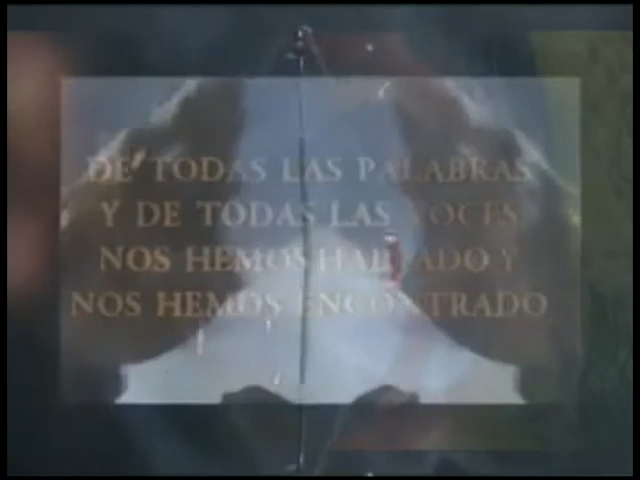 DE TODAS LAS PALABRAS
Y DE TODAS LAS VOCES
NOS HEMOS HABLADO Y
NOS HEMOS ENCONTRADO